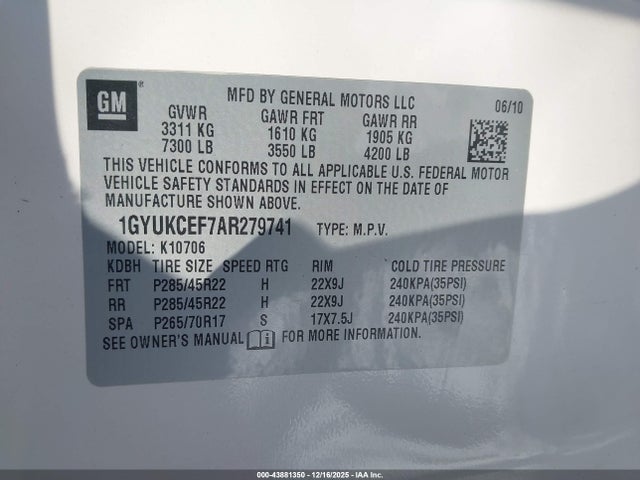 GM
MFD BY GENERAL MOTORS LLC 06/10
GVWR GAWR FRT GAWR RR
3311 KG 1610 KG 1905 KG
7300 LB 3550 LB 4200 LB
THIS VEHICLE CONFORMS TO ALL APPLICABLE U.S. FEDERAL MOTOR
VEHICLE SAFETY STANDARDS IN EFFECT ON THE DATE OF
MANUFACTURE SHOWN ABOVE.
1GYUKCEF7AR279741 TYPE: M.P.V.
MODEL: K10706
KDBH TIRE SIZE SPEED RTG RIM COLD TIRE PRESSURE
FRT P285/45R22 H 22X9J 240KPA(35PSI)
RR P285/45R22 H 22X9J 240KPA(35PSI)
SPA P265/70R17 S 17X7.5J 240KPA(35PSI)
SEE OWNER'S MANUAL i FOR MORE INFORMATION.
000-43881350 - 12/16/2025 - IAA Inc.